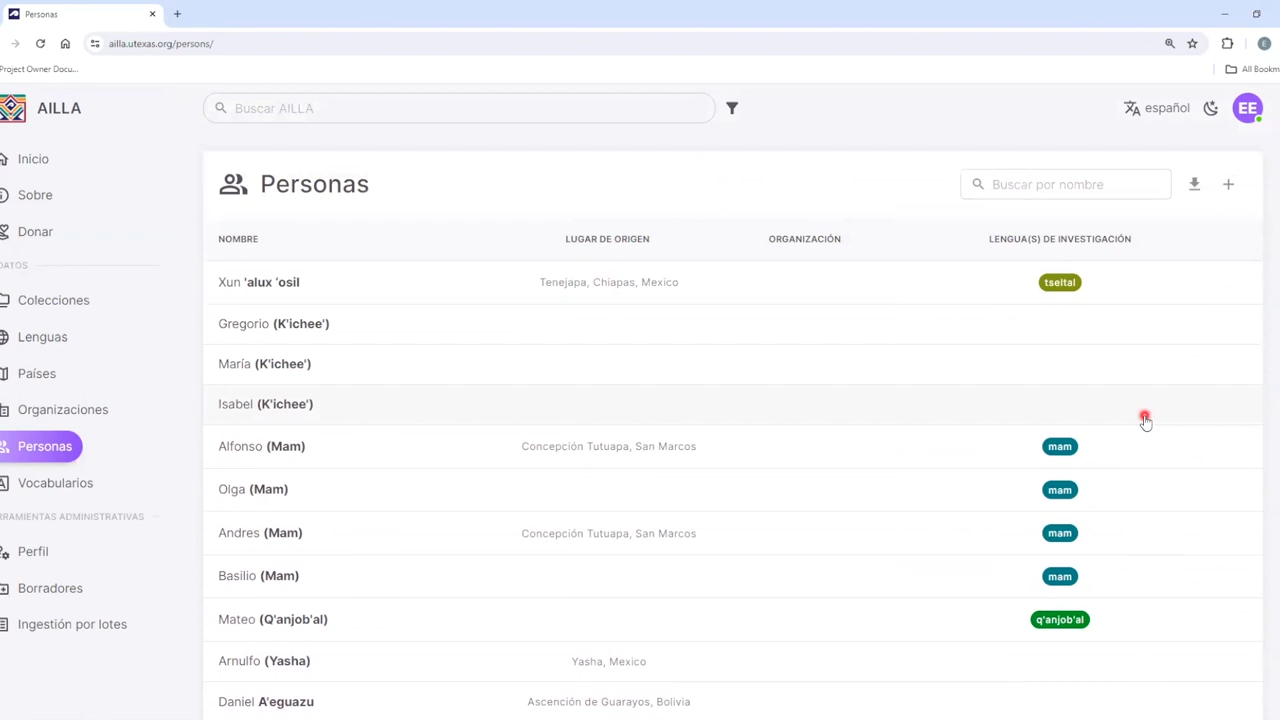 Personas
ailla.utexas.org/persons/
Project Owner Docu...
All Bookm
AILLA
Buscar AILLA
español
EE
Inicio
Sobre
Donar
DATOS
Colecciones
Lenguas
Países
Organizaciones
Personas
Vocabularios
RRAMIENTAS ADMINISTRATIVAS
Perfil
Borradores
Ingestión por lotes
Personas
Buscar por nombre
NOMBRE LUGAR DE ORIGEN ORGANIZACIÓN LENGUA(S) DE INVESTIGACIÓN
Xun 'alux ‘osil Tenejapa, Chiapas, Mexico tseltal
Gregorio (K'ichee')
María (K'ichee')
Isabel (K'ichee')
Alfonso (Mam) Concepción Tutuapa, San Marcos mam
Olga (Mam) mam
Andres (Mam) Concepción Tutuapa, San Marcos mam
Basilio (Mam) mam
Mateo (Q'anjob'al) q'anjob'al
Arnulfo (Yasha) Yasha, Mexico
Daniel A'eguazu Ascención de Guarayos, Bolivia